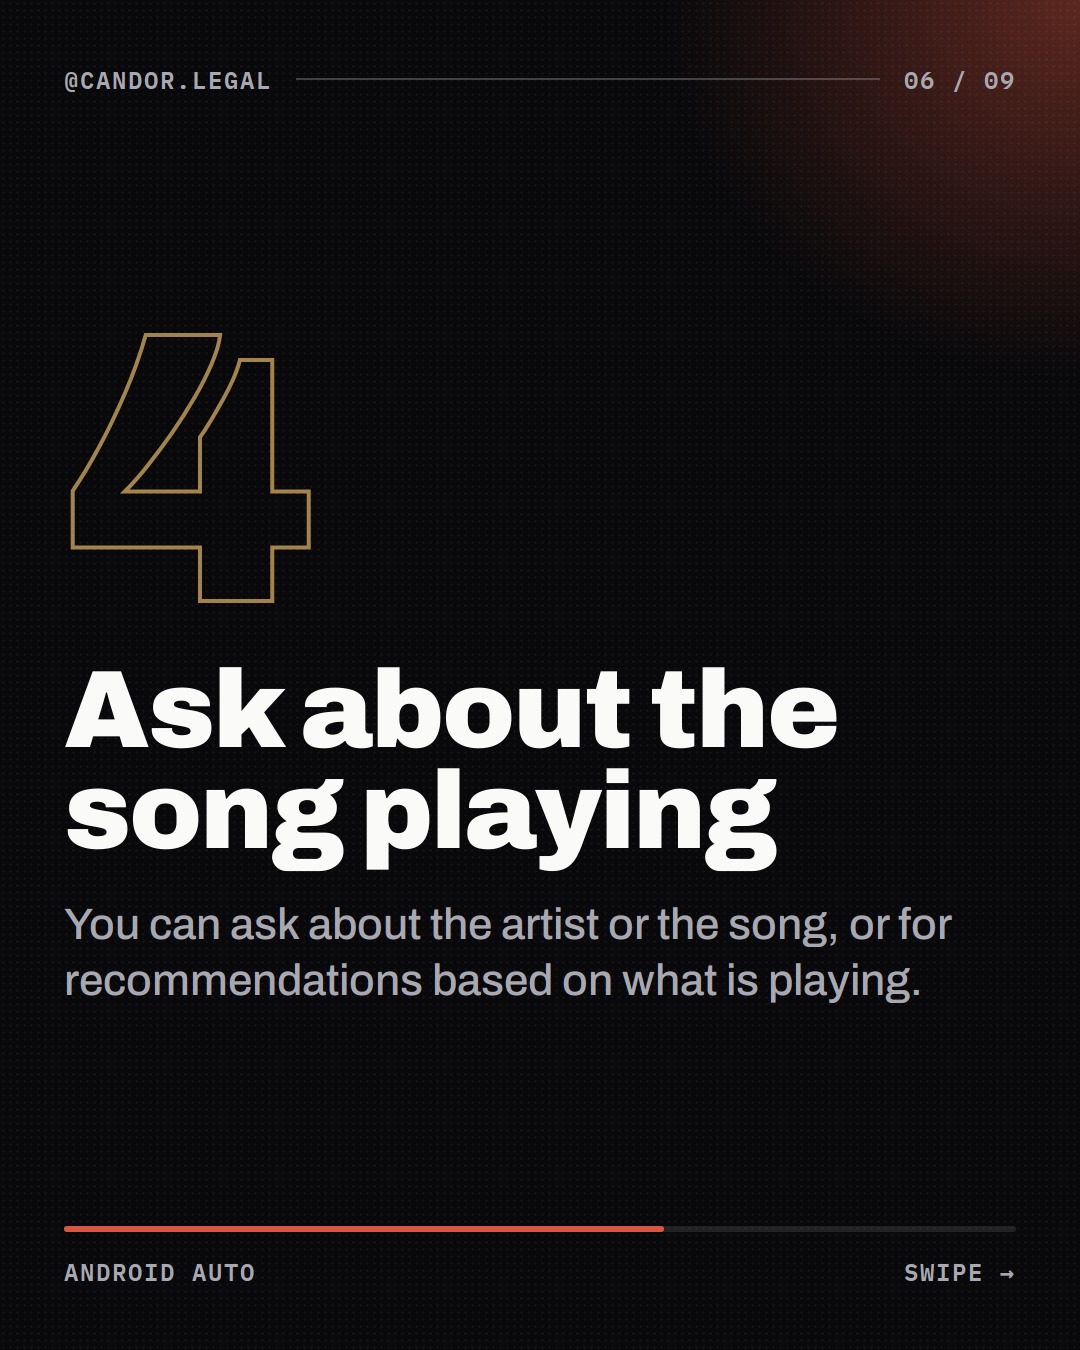 @CANDOR.LEGAL
06 / 09
4
Ask about the
song playing
You can ask about the artist or the song, or for
recommendations based on what is playing.
ANDROID AUTO
SWIPE →